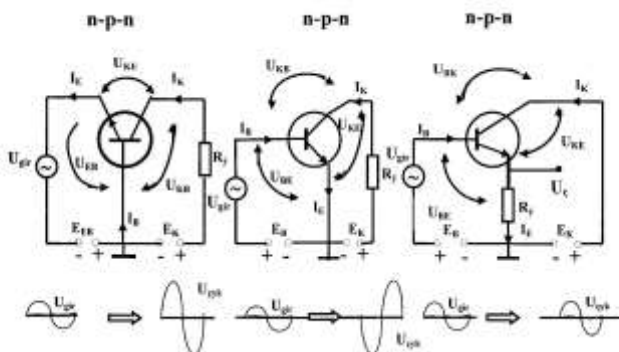 n-p-n
n-p-n
n-p-n
I_E U_KE I_K
U_gir U_EB U_KB R_y
I_B
E_EB E_K
- + - +
U_KE I_K
I_B U_KE
U_gir U_BE R_y
I_E
E_B E_K
- + - +
U_BK I_K
I_B
U_gir U_KE
U_ç
U_BE R_y
I_E
E_B E_K
- + - +
U_gir U_çyk
U_gir U_çyk
U_gir U_çyk